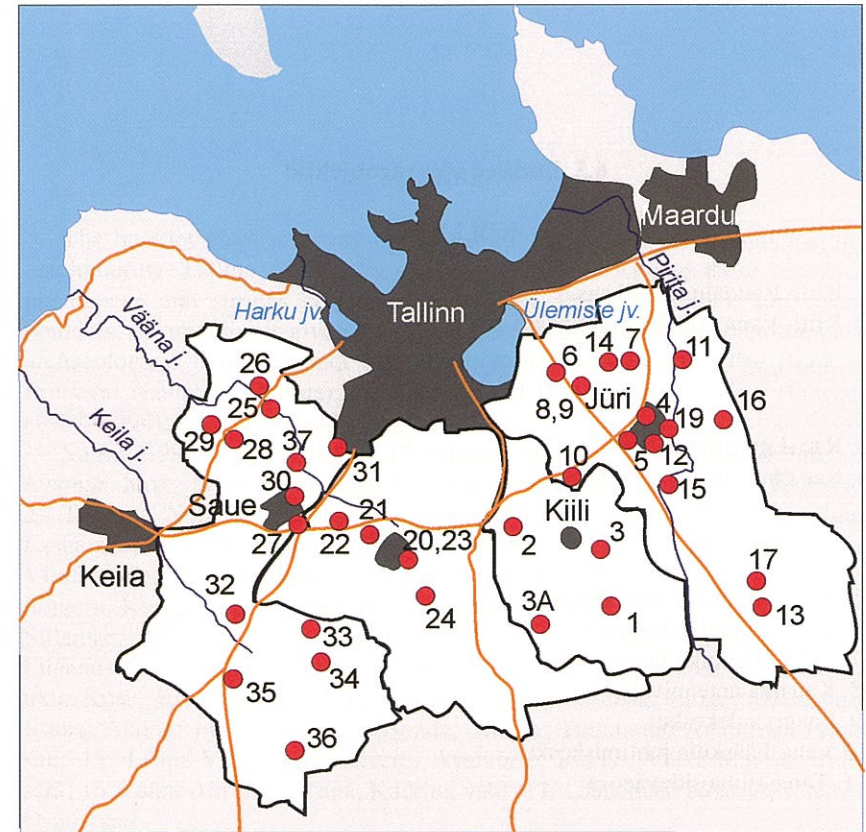 Maardu
Pirita j.
Tallinn
Harku jv.
Ülemiste jv.
Vääna j.
Keila j.
26
25
29
28
37
30
Saue
31
27
22
21
20,23
24
Keila
6
14
7
11
8,9
Jüri
4
16
19
5
12
10
15
Kiili
2
3
3A
1
17
13
32
33
34
35
36